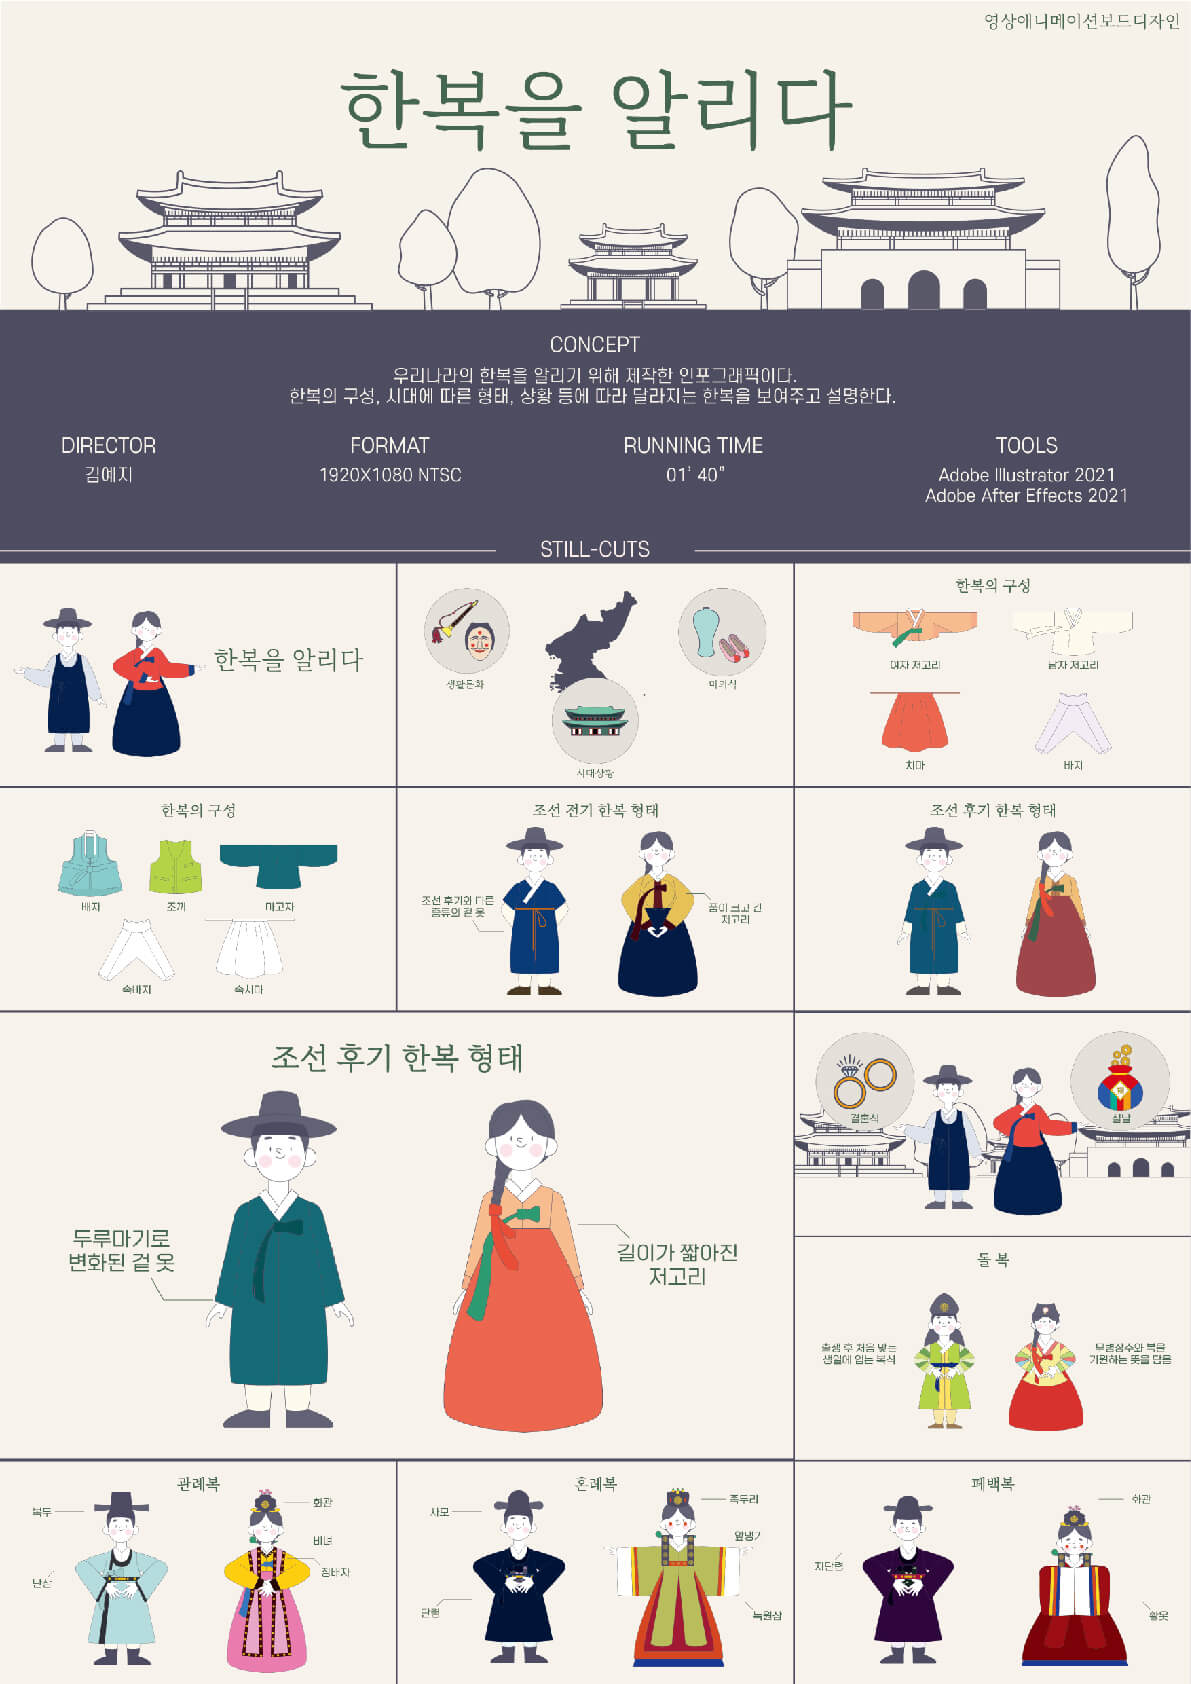 영상애니메이션보드디자인
한복을 알리다
CONCEPT
우리나라의 한복을 알리기 위해 제작한 인포그래픽이다.
한복의 구성, 시대에 따른 형태, 상황 등에 따라 달라지는 한복을 보여주고 설명한다.
DIRECTOR
김예지
FORMAT
1920X1080 NTSC
RUNNING TIME
01' 40"
TOOLS
Adobe Illustrator 2021
Adobe After Effects 2021
STILL-CUTS
한복을 알리다
생활문화
미의식
시대상황
한복의 구성
여자 저고리
남자 저고리
치마
바지
한복의 구성
배자
조끼
마고자
속바지
속치마
조선 전기 한복 형태
조선 후기와 다른
종류의 겉 옷
품이 크고 긴
저고리
조선 후기 한복 형태
조선 후기 한복 형태
두루마기로
변화된 겉 옷
길이가 짧아진
저고리
결혼식
설날
돌 복
출생 후 처음 맞는
생일에 입는 복식
무병장수와 복을
기원하는 뜻을 담음
관례복
복두
화관
비녀
난삼
당의
혼례복
사모
족두리
앞댕기
단령
녹원삼
폐백복
화관
자단령
활옷